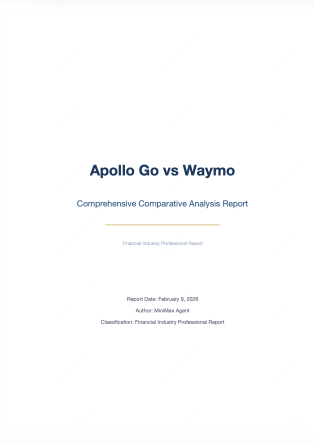 Apollo Go vs Waymo
Comprehensive Comparative Analysis Report
Financial Industry Professional Report
Report Date: February 9, 2026
Author: MiniMax Agent
Classification: Financial Industry Professional Report